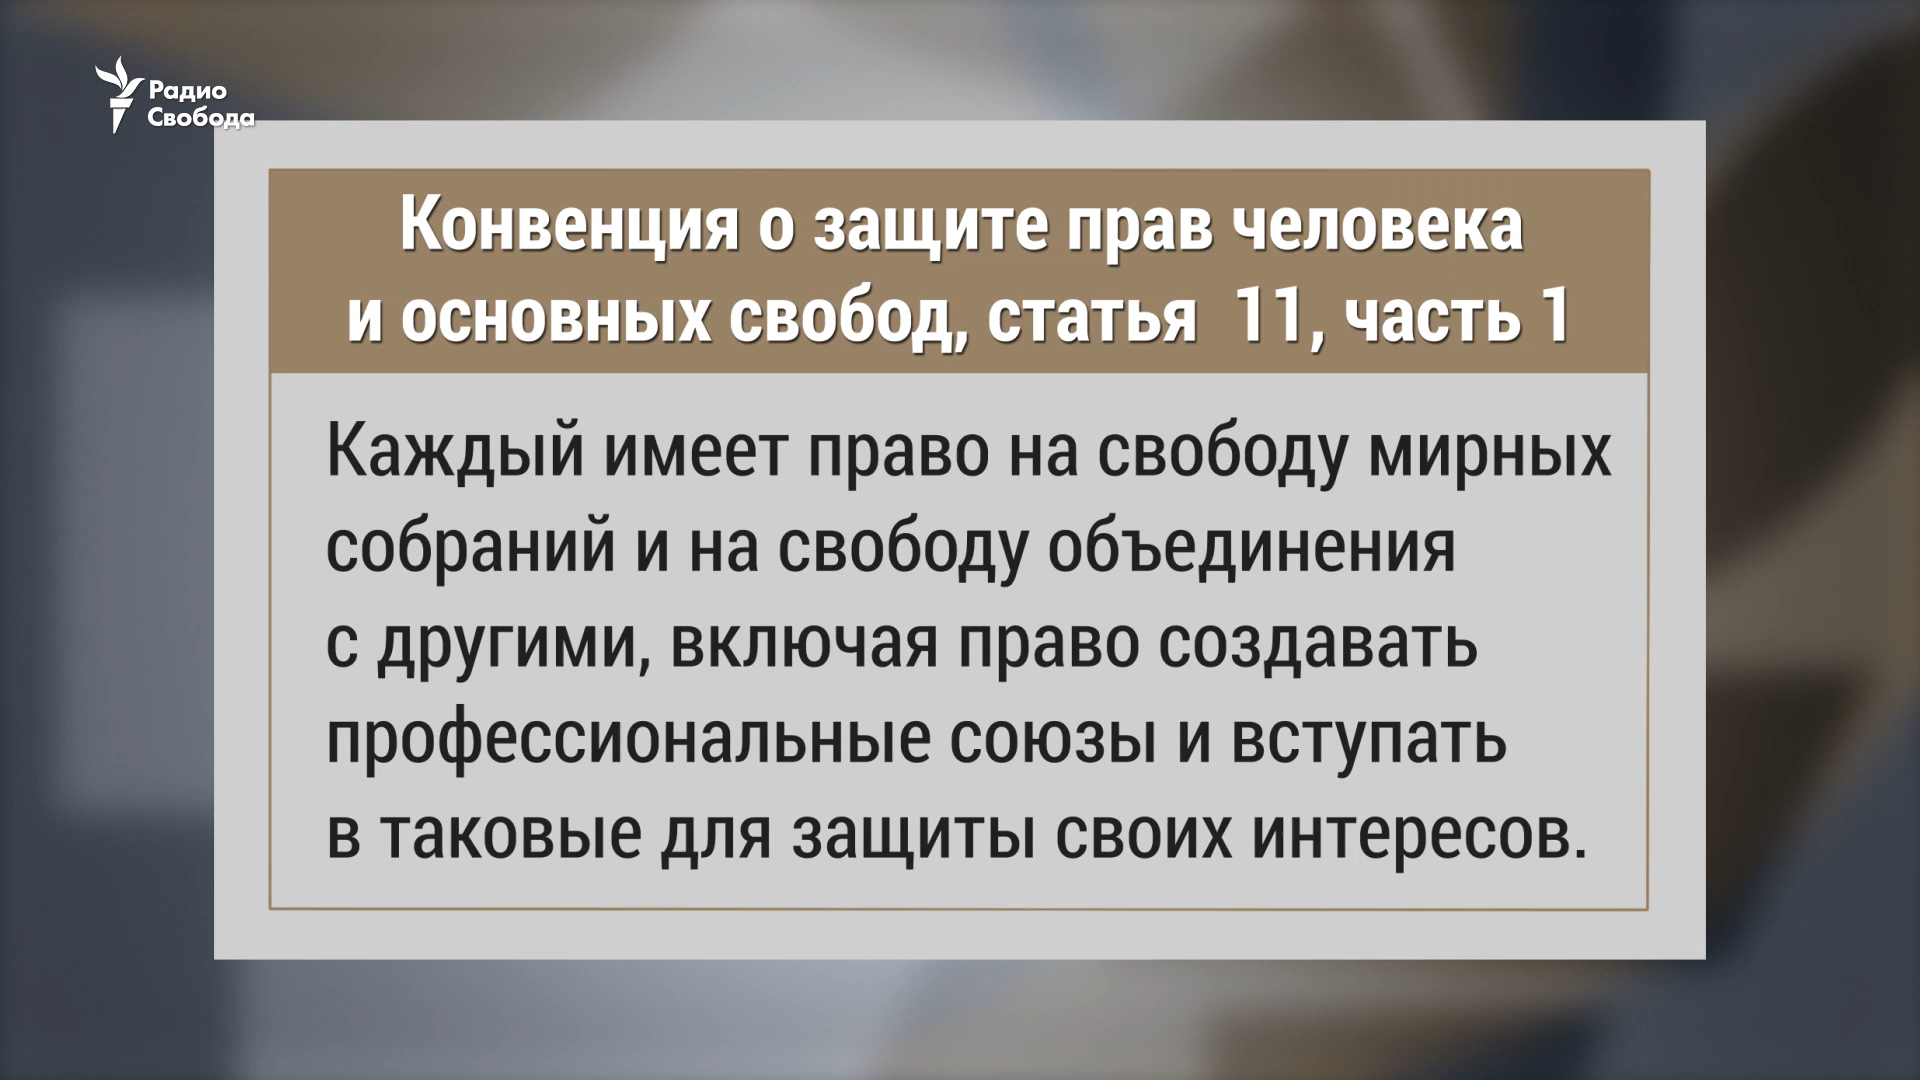 Радио
Свобода
Конвенция о защите прав человека
и основных свобод, статья 11, часть 1
Каждый имеет право на свободу мирных
собраний и на свободу объединения
с другими, включая право создавать
профессиональные союзы и вступать
в таковые для защиты своих интересов.